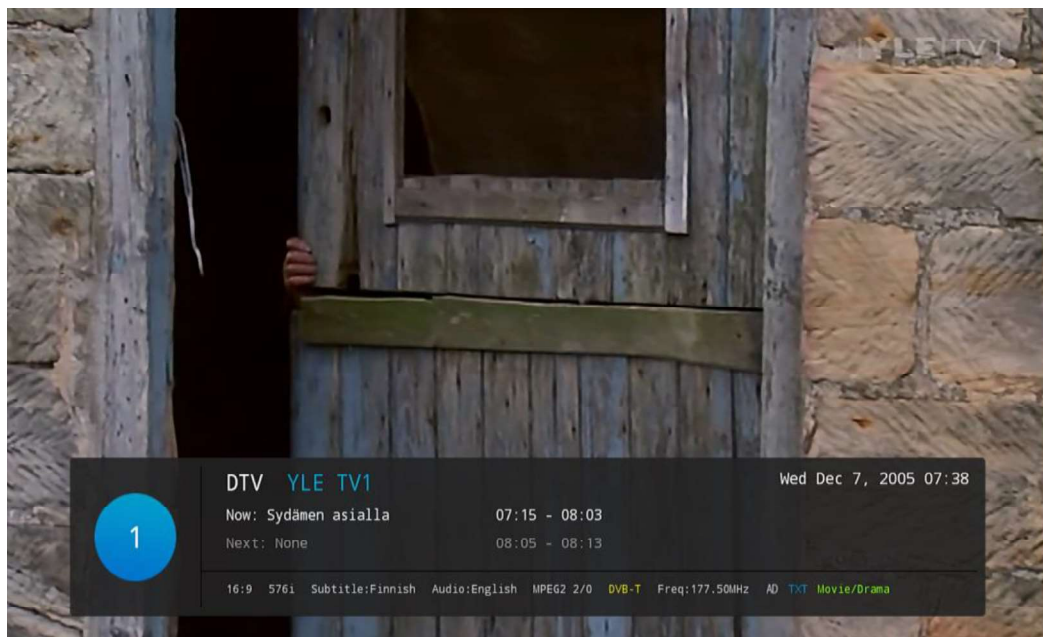 YLE TV1
DTV YLE TV1 Wed Dec 7, 2005 07:38
1
Now: Sydämen asialla 07:15 - 08:03
Next: None 08:05 - 08:13
16:9 576i Subtitle:Finnish Audio:English MPEG2 2/0 DVB-T Freq:177.50MHz AD TXT Movie/Drama